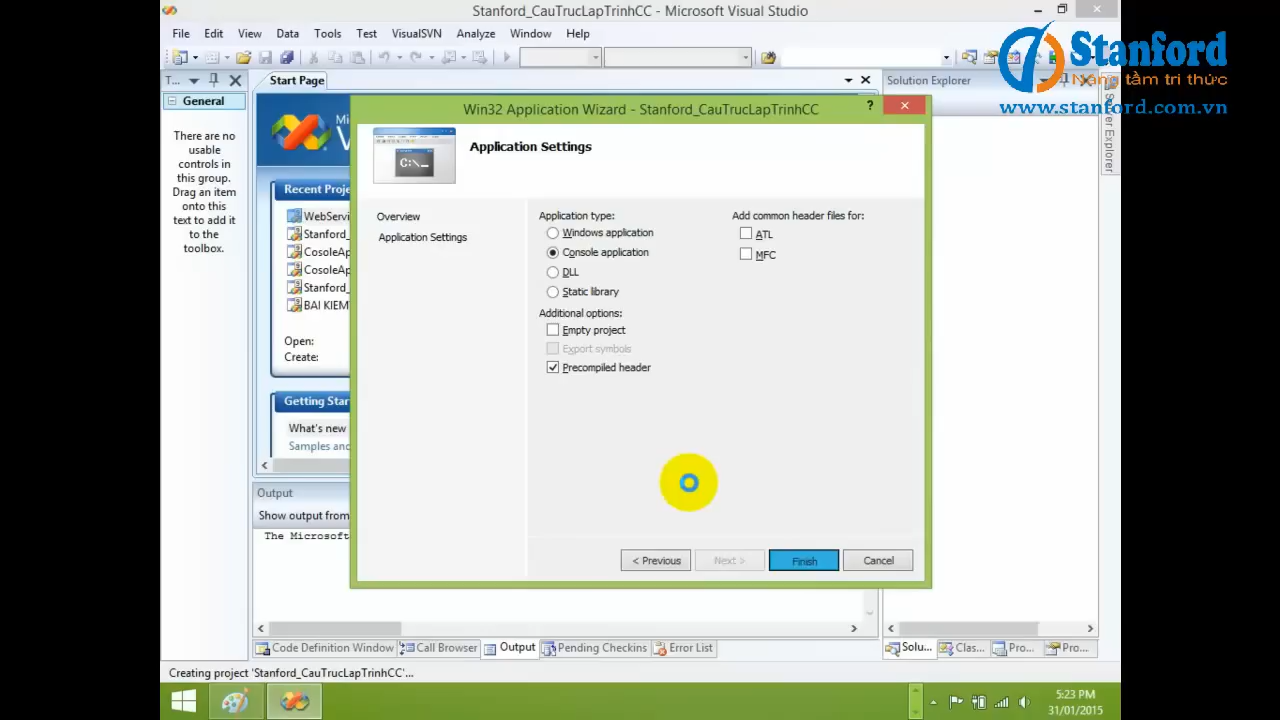 Stanford_CauTrucLapTrinhCC - Microsoft Visual Studio
File Edit View Data Tools Test VisualSVN Analyze Window Help
Stanford
Nâng tầm tri thức
www.stanford.com.vn
T...
Start Page
Solution Explorer
Server Explorer
General
There are no
usable
controls in
this group.
Drag an item
onto this
text to add it
to the
toolbox.
Recent Proje
WebServi
Stanford_
CosoleAp
CosoleAp
Stanford_
BAI KIEM
Open:
Create:
Getting Star
What's new
Samples and
Win32 Application Wizard - Stanford_CauTrucLapTrinhCC
?
C:\_
Application Settings
Overview
Application Settings
Application type:
Windows application
Console application
DLL
Static library
Additional options:
Empty project
Export symbols
Precompiled header
Add common header files for:
ATL
MFC
< Previous
Next >
Finish
Cancel
Output
Show output from
The Microsoft
Code Definition Window Call Browser Output Pending Checkins Error List
Solu... Clas... Pro... Pro...
Creating project 'Stanford_CauTrucLapTrinhCC'...
5:23 PM
31/01/2015